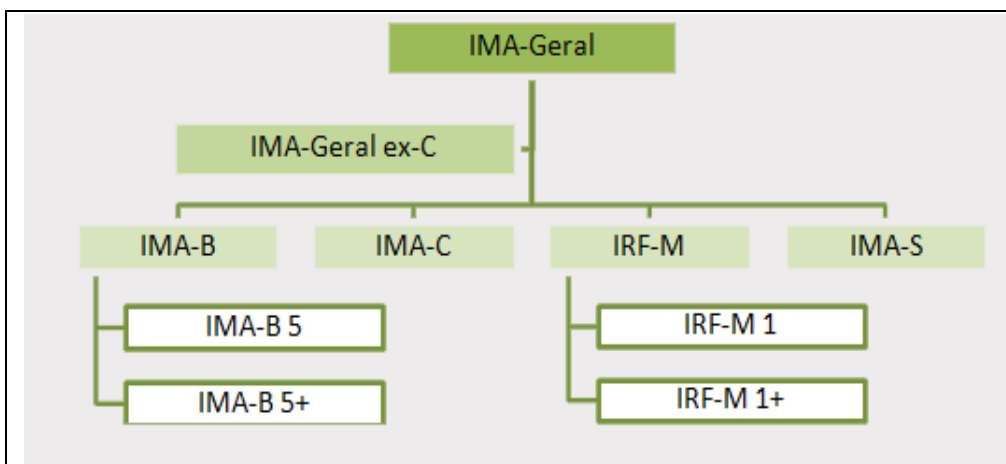 IMA-Geral
IMA-Geral ex-C
IMA-B
IMA-C
IRF-M
IMA-S
IMA-B 5
IRF-M 1
IMA-B 5+
IRF-M 1+